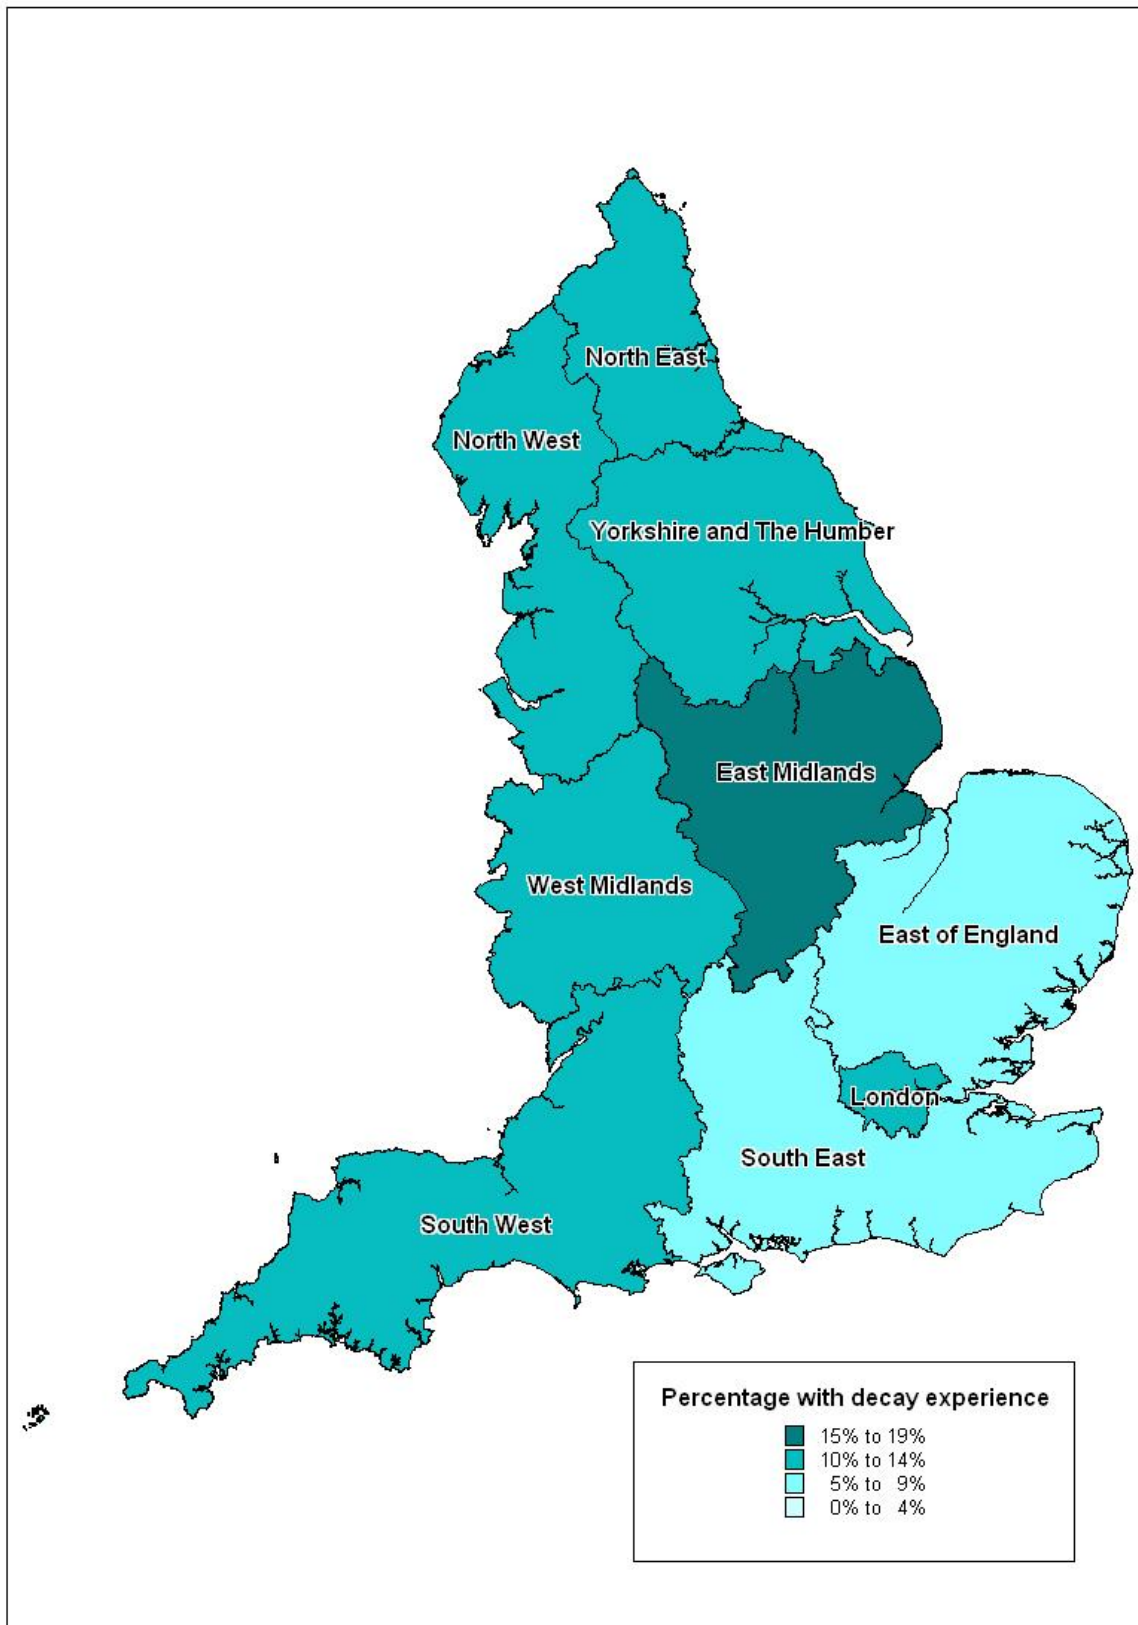 North East
North West
Yorkshire and The Humber
East Midlands
West Midlands
East of England
London
South East
South West
Percentage with decay experience
15% to 19%
10% to 14%
5% to 9%
0% to 4%